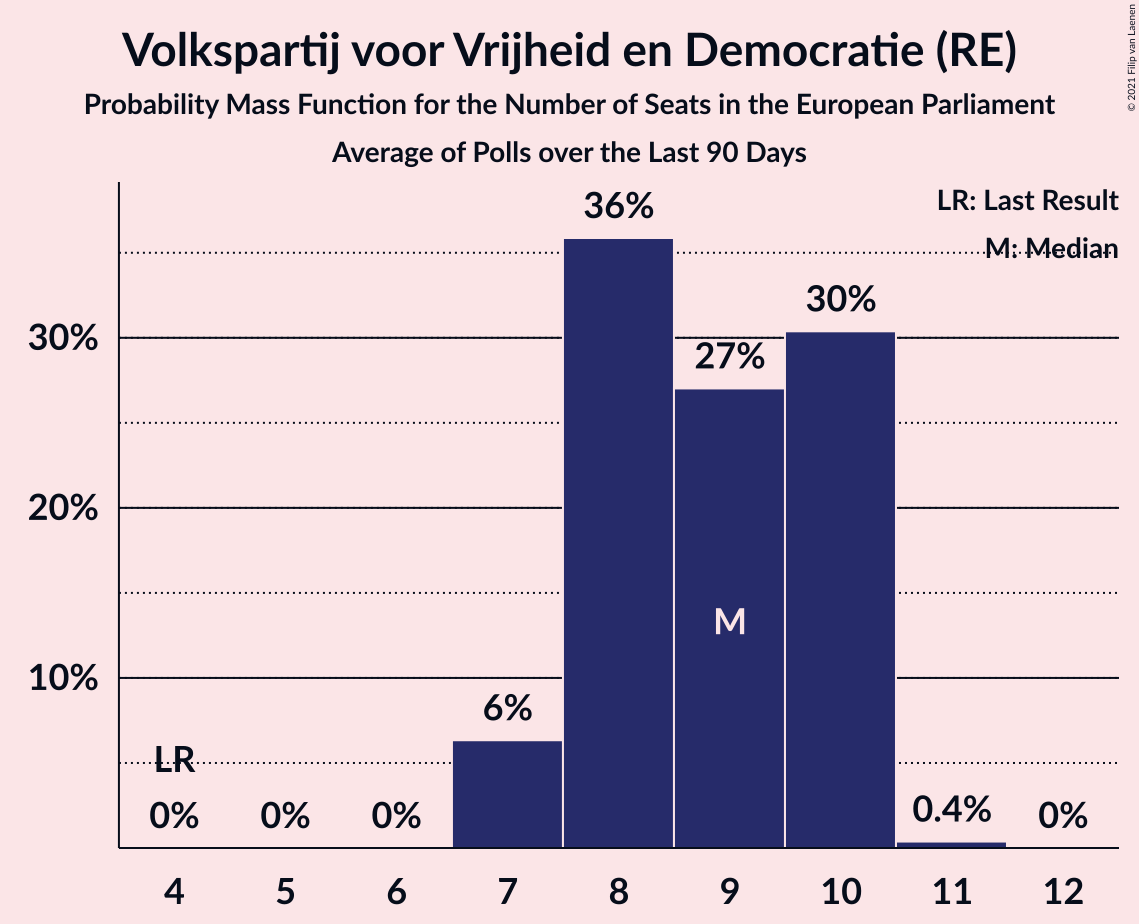 Volkspartij voor Vrijheid en Democratie (RE)
Probability Mass Function for the Number of Seats in the European Parliament
Average of Polls over the Last 90 Days
© 2021 Filip van Laenen
LR: Last Result
M: Median
36%
30%
27%
30%
20%
M
10%
6%
LR
0% 0% 0% 0.4% 0%
4 5 6 7 8 9 10 11 12